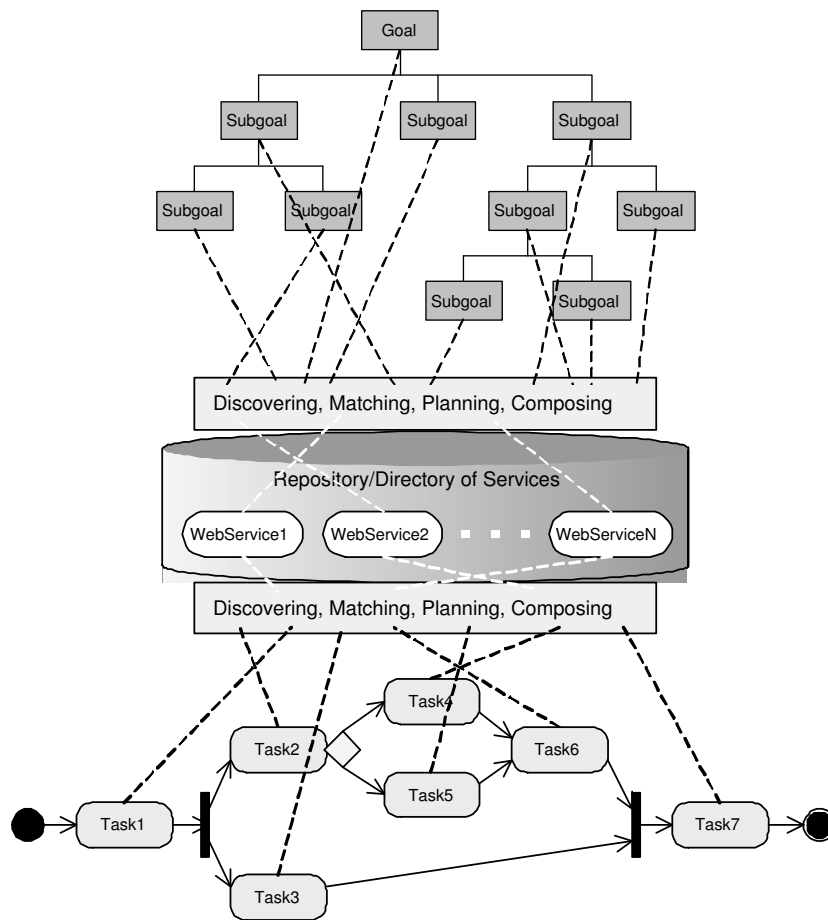 Goal
Subgoal
Subgoal
Subgoal
Subgoal
Subgoal
Subgoal
Subgoal
Subgoal
Subgoal
Discovering, Matching, Planning, Composing
Repository/Directory of Services
WebService1
WebService2
WebServiceN
Discovering, Matching, Planning, Composing
Task4
Task2
Task6
Task5
Task1
Task7
Task3